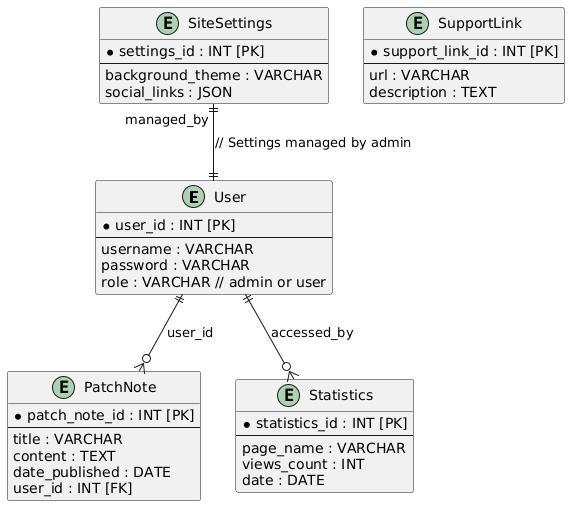 E SiteSettings
* settings_id : INT [PK]
background_theme : VARCHAR
social_links : JSON
E SupportLink
* support_link_id : INT [PK]
url : VARCHAR
description : TEXT
managed_by
// Settings managed by admin
E User
* user_id : INT [PK]
username : VARCHAR
password : VARCHAR
role : VARCHAR // admin or user
user_id
accessed_by
E PatchNote
* patch_note_id : INT [PK]
title : VARCHAR
content : TEXT
date_published : DATE
user_id : INT [FK]
E Statistics
* statistics_id : INT [PK]
page_name : VARCHAR
views_count : INT
date : DATE